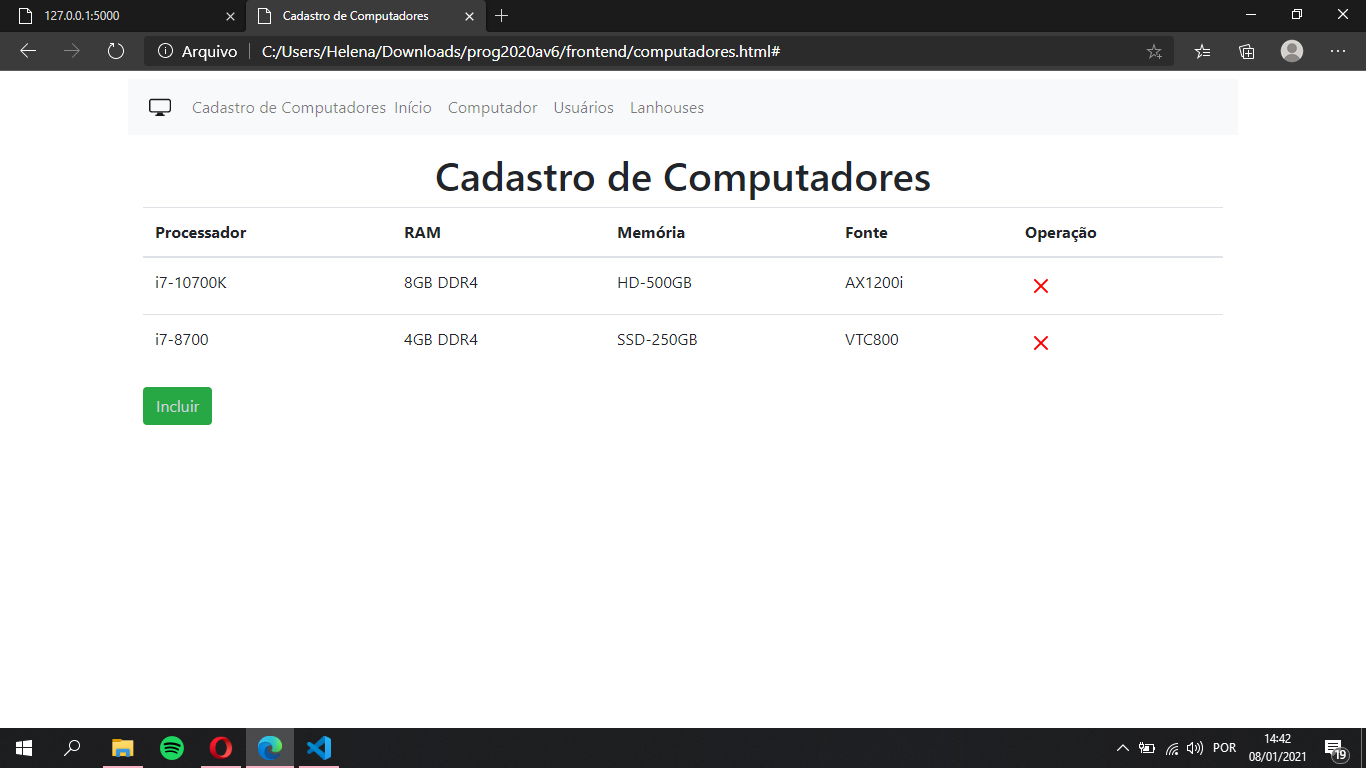 127.0.0.1:5000
Cadastro de Computadores
Arquivo C:/Users/Helena/Downloads/prog2020av6/frontend/computadores.html#
Cadastro de Computadores Início Computador Usuários Lanhouses
Cadastro de Computadores
Processador RAM Memória Fonte Operação
i7-10700K 8GB DDR4 HD-500GB AX1200i
i7-8700 4GB DDR4 SSD-250GB VTC800
Incluir
POR
14:42
08/01/2021
19